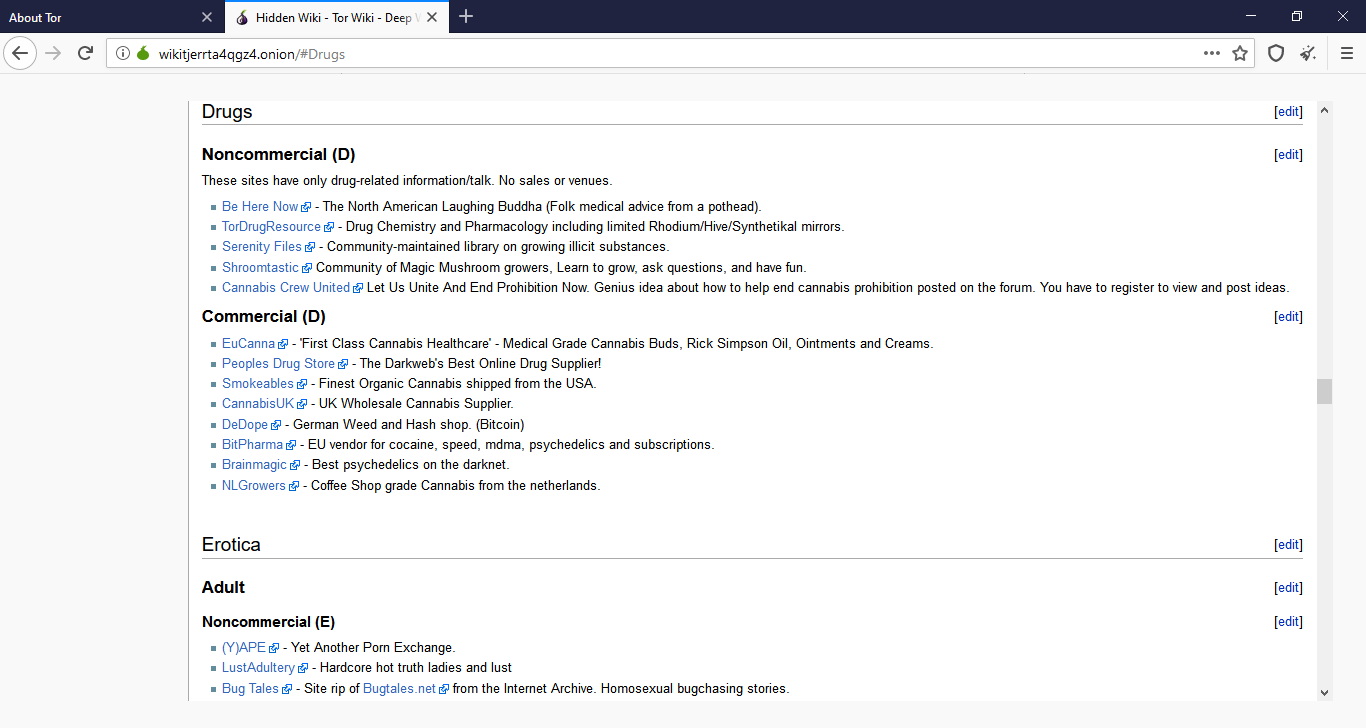 About Tor
Hidden Wiki - Tor Wiki - Deep
wikitjerrta4qgz4.onion/#Drugs
Drugs [edit]
Noncommercial (D) [edit]
These sites have only drug-related information/talk. No sales or venues.
Be Here Now - The North American Laughing Buddha (Folk medical advice from a pothead).
TorDrugResource - Drug Chemistry and Pharmacology including limited Rhodium/Hive/Synthetikal mirrors.
Serenity Files - Community-maintained library on growing illicit substances.
Shroomtastic Community of Magic Mushroom growers, Learn to grow, ask questions, and have fun.
Cannabis Crew United Let Us Unite And End Prohibition Now. Genius idea about how to help end cannabis prohibition posted on the forum. You have to register to view and post ideas.
Commercial (D) [edit]
EuCanna - 'First Class Cannabis Healthcare' - Medical Grade Cannabis Buds, Rick Simpson Oil, Ointments and Creams.
Peoples Drug Store - The Darkweb's Best Online Drug Supplier!
Smokeables - Finest Organic Cannabis shipped from the USA.
CannabisUK - UK Wholesale Cannabis Supplier.
DeDope - German Weed and Hash shop. (Bitcoin)
BitPharma - EU vendor for cocaine, speed, mdma, psychedelics and subscriptions.
Brainmagic - Best psychedelics on the darknet.
NLGrowers - Coffee Shop grade Cannabis from the netherlands.
Erotica [edit]
Adult [edit]
Noncommercial (E) [edit]
(Y)APE - Yet Another Porn Exchange.
LustAdultery - Hardcore hot truth ladies and lust
Bug Tales - Site rip of Bugtales.net from the Internet Archive. Homosexual bugchasing stories.